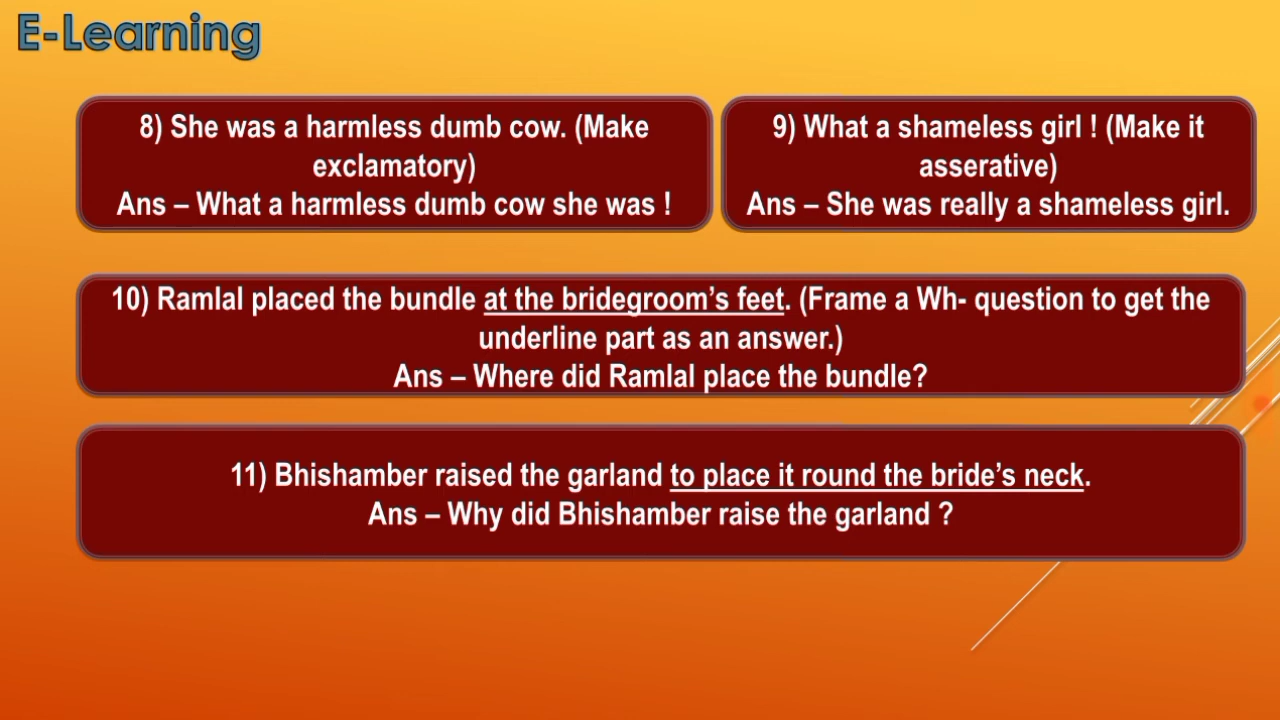 E-Learning
8) She was a harmless dumb cow. (Make
exclamatory)
Ans – What a harmless dumb cow she was !
9) What a shameless girl ! (Make it
asserative)
Ans – She was really a shameless girl.
10) Ramlal placed the bundle at the bridegroom’s feet. (Frame a Wh- question to get the
underline part as an answer.)
Ans – Where did Ramlal place the bundle?
11) Bhishamber raised the garland to place it round the bride’s neck.
Ans – Why did Bhishamber raise the garland ?